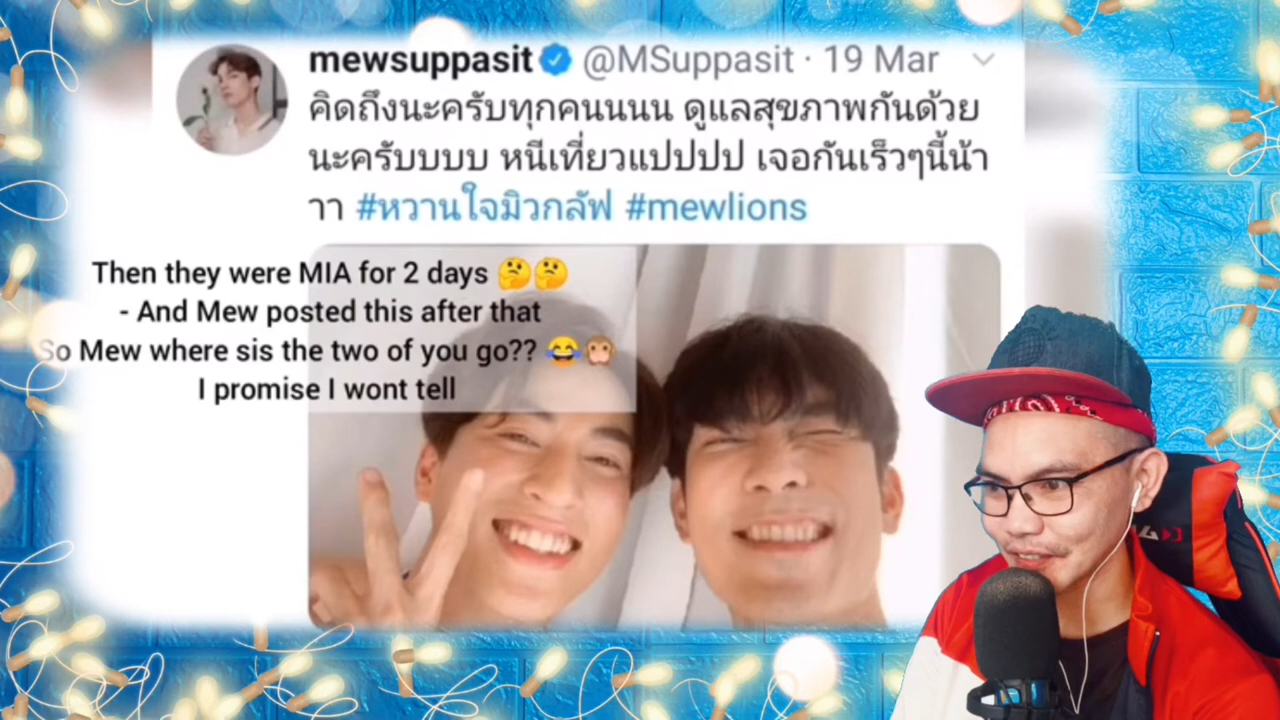 mewsuppasit @MSuppasit · 19 Mar
คิดถึงนะครับทุกคนนนน ดูแลสุขภาพกันด้วย
นะครับบบบ หนีเที่ยวแปปปป เจอกันเร็วๆนี้น้า
าา #หวานใจมิวกลัฟ #mewlions
Then they were MIA for 2 days 🤔🤔
- And Mew posted this after that
So Mew where sis the two of you go?? 😂🙊
I promise I wont tell